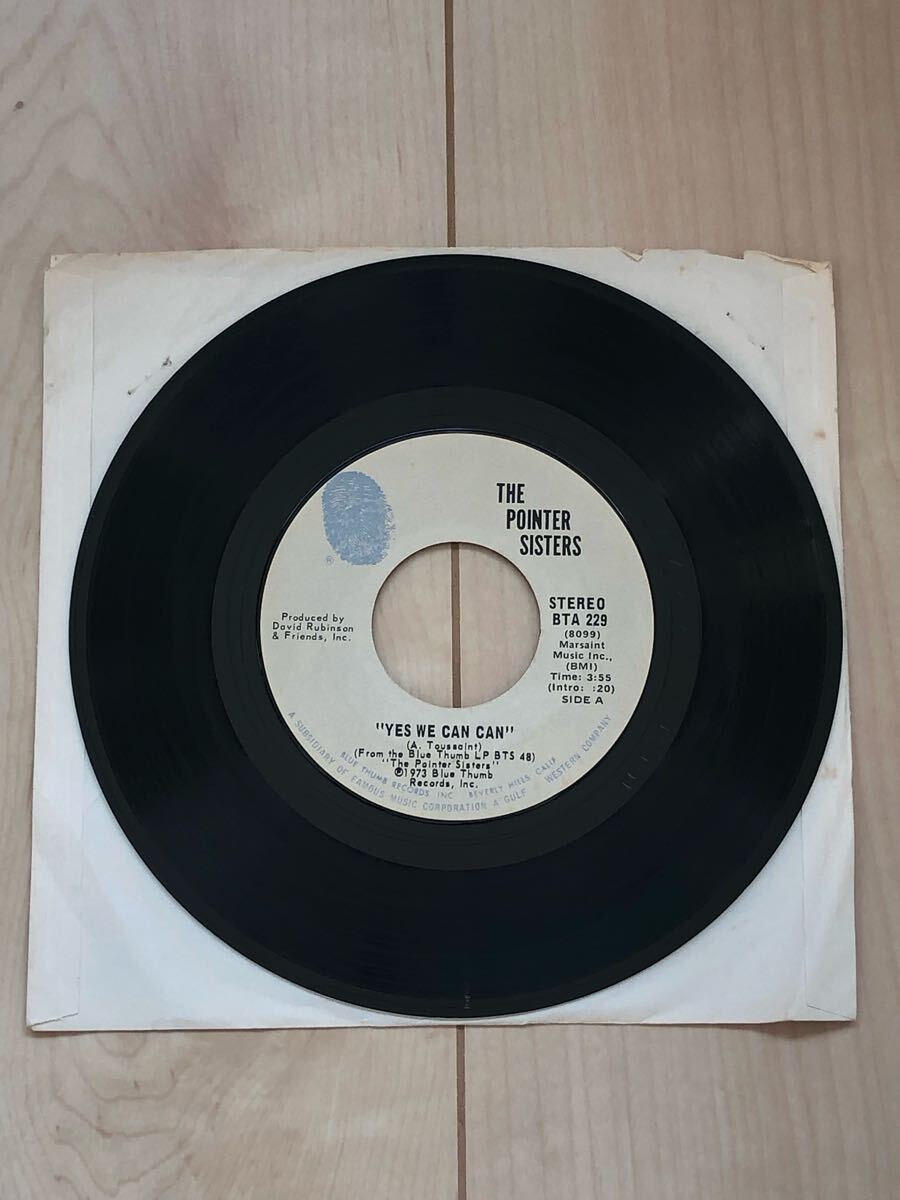 ®
THE
POINTER
SISTERS
Produced by
David Rubinson
& Friends, Inc.
STEREO
BTA 229
(8099)
Marsaint
Music Inc.,
(BMI)
Time: 3:55
(Intro: :20)
SIDE A
"YES WE CAN CAN"
(A. Toussaint)
(From the Blue Thumb LP BTS 48)
"The Pointer Sisters"
℗1973 Blue Thumb
Records, Inc.
BLUE THUMB RECORDS INC. BEVERLY HILLS CALIF
A SUBSIDIARY OF FAMOUS MUSIC CORPORATION A GULF WESTERN COMPANY